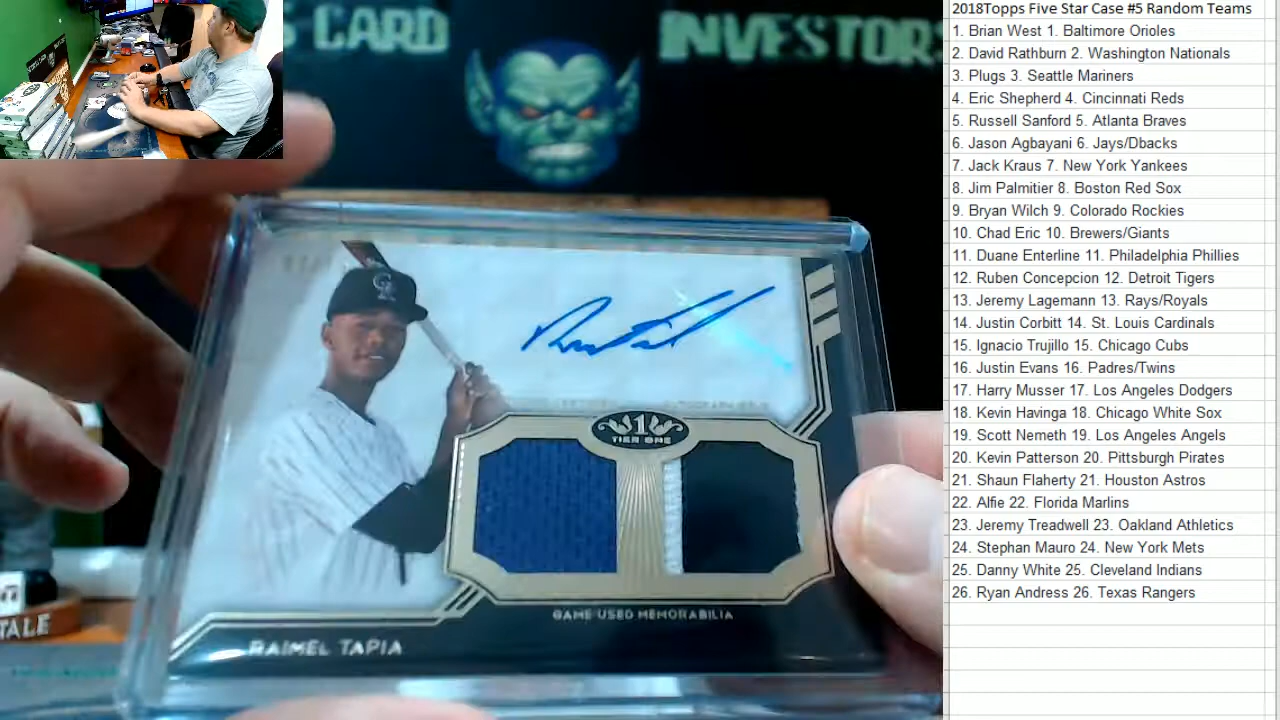 S CARD INVESTOR
2018Topps Five Star Case #5 Random Teams
1. Brian West 1. Baltimore Orioles
2. David Rathburn 2. Washington Nationals
3. Plugs 3. Seattle Mariners
4. Eric Shepherd 4. Cincinnati Reds
5. Russell Sanford 5. Atlanta Braves
6. Jason Agbayani 6. Jays/Dbacks
7. Jack Kraus 7. New York Yankees
8. Jim Palmitier 8. Boston Red Sox
9. Bryan Wilch 9. Colorado Rockies
10. Chad Eric 10. Brewers/Giants
11. Duane Enterline 11. Philadelphia Phillies
12. Ruben Concepcion 12. Detroit Tigers
13. Jeremy Lagemann 13. Rays/Royals
14. Justin Corbitt 14. St. Louis Cardinals
15. Ignacio Trujillo 15. Chicago Cubs
16. Justin Evans 16. Padres/Twins
17. Harry Musser 17. Los Angeles Dodgers
18. Kevin Havinga 18. Chicago White Sox
19. Scott Nemeth 19. Los Angeles Angels
20. Kevin Patterson 20. Pittsburgh Pirates
21. Shaun Flaherty 21. Houston Astros
22. Alfie 22. Florida Marlins
23. Jeremy Treadwell 23. Oakland Athletics
24. Stephan Mauro 24. New York Mets
25. Danny White 25. Cleveland Indians
26. Ryan Andress 26. Texas Rangers
CR
1
TIER ONE
GAME-USED MEMORABILIA
RAIMEL TAPIA
TALE